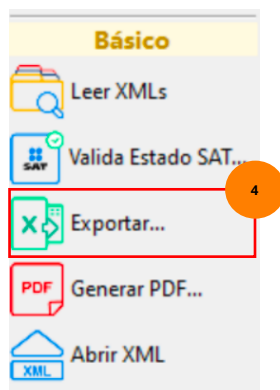 Básico
Leer XMLs
SAT
Valida Estado SAT...
4
X
Exportar...
PDF
Generar PDF...
XML
Abrir XML